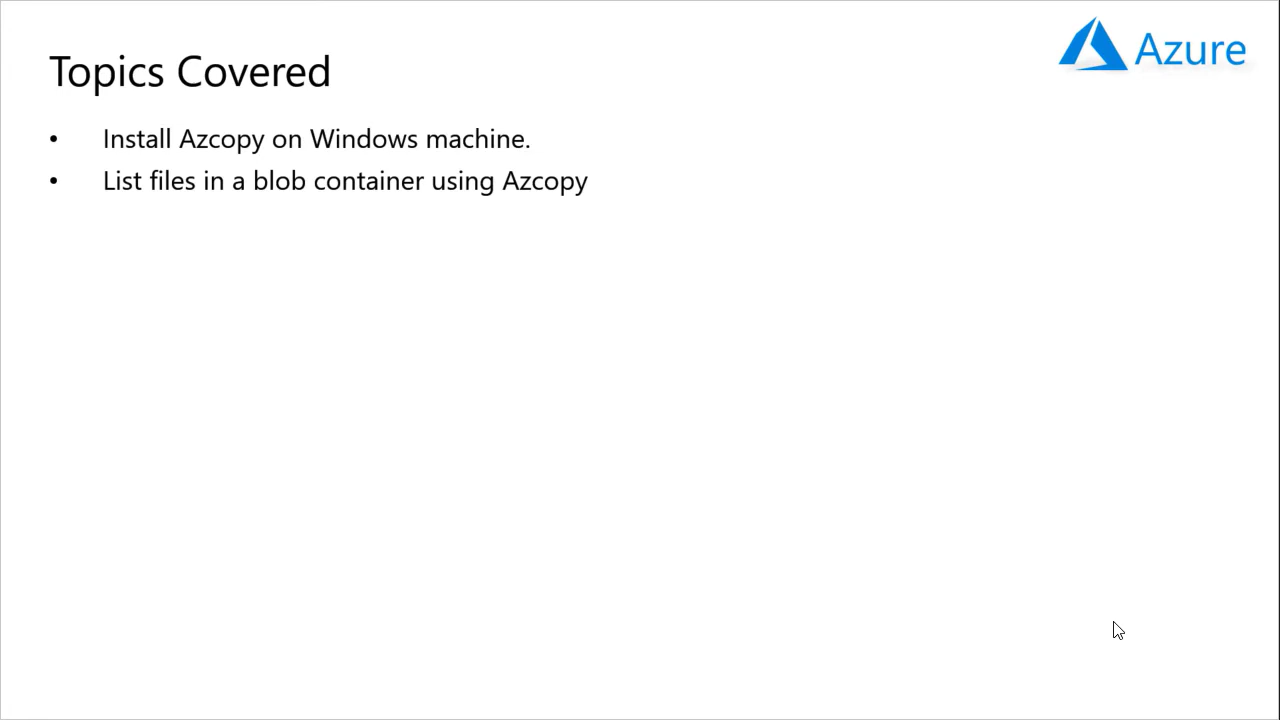 Azure
Topics Covered
• Install Azcopy on Windows machine.
• List files in a blob container using Azcopy